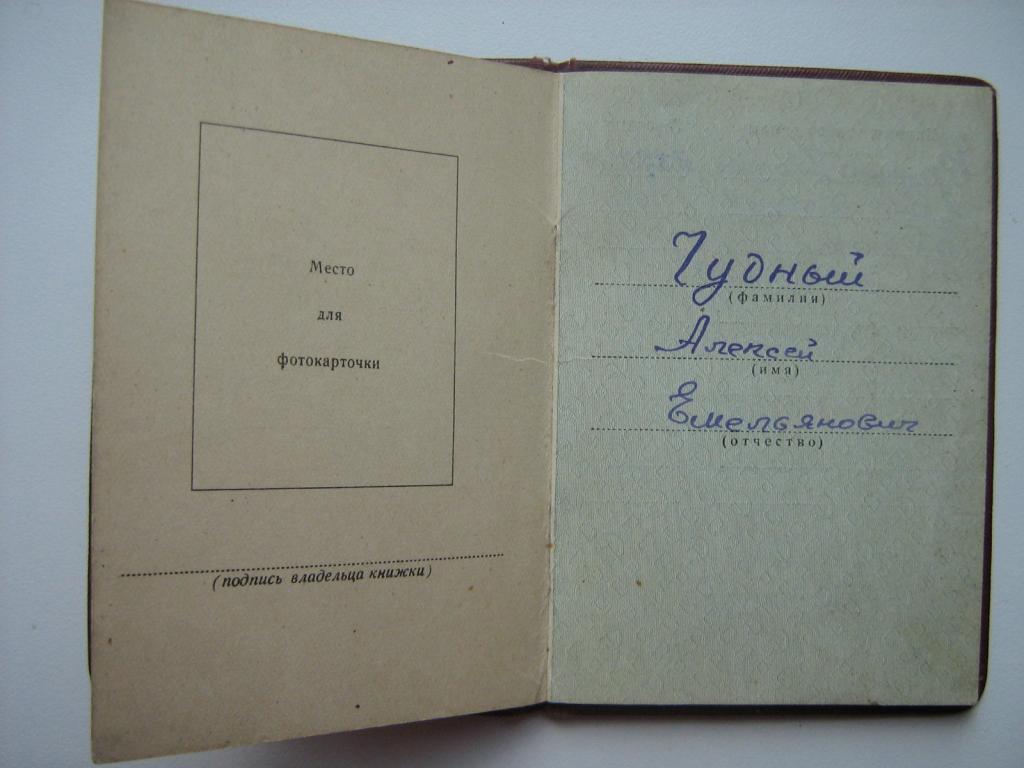 Место
для
фотокарточки
(подпись владельца книжки)
Чудный
(фамилия)
Алексей
(имя)
Емельянович
(отчество)